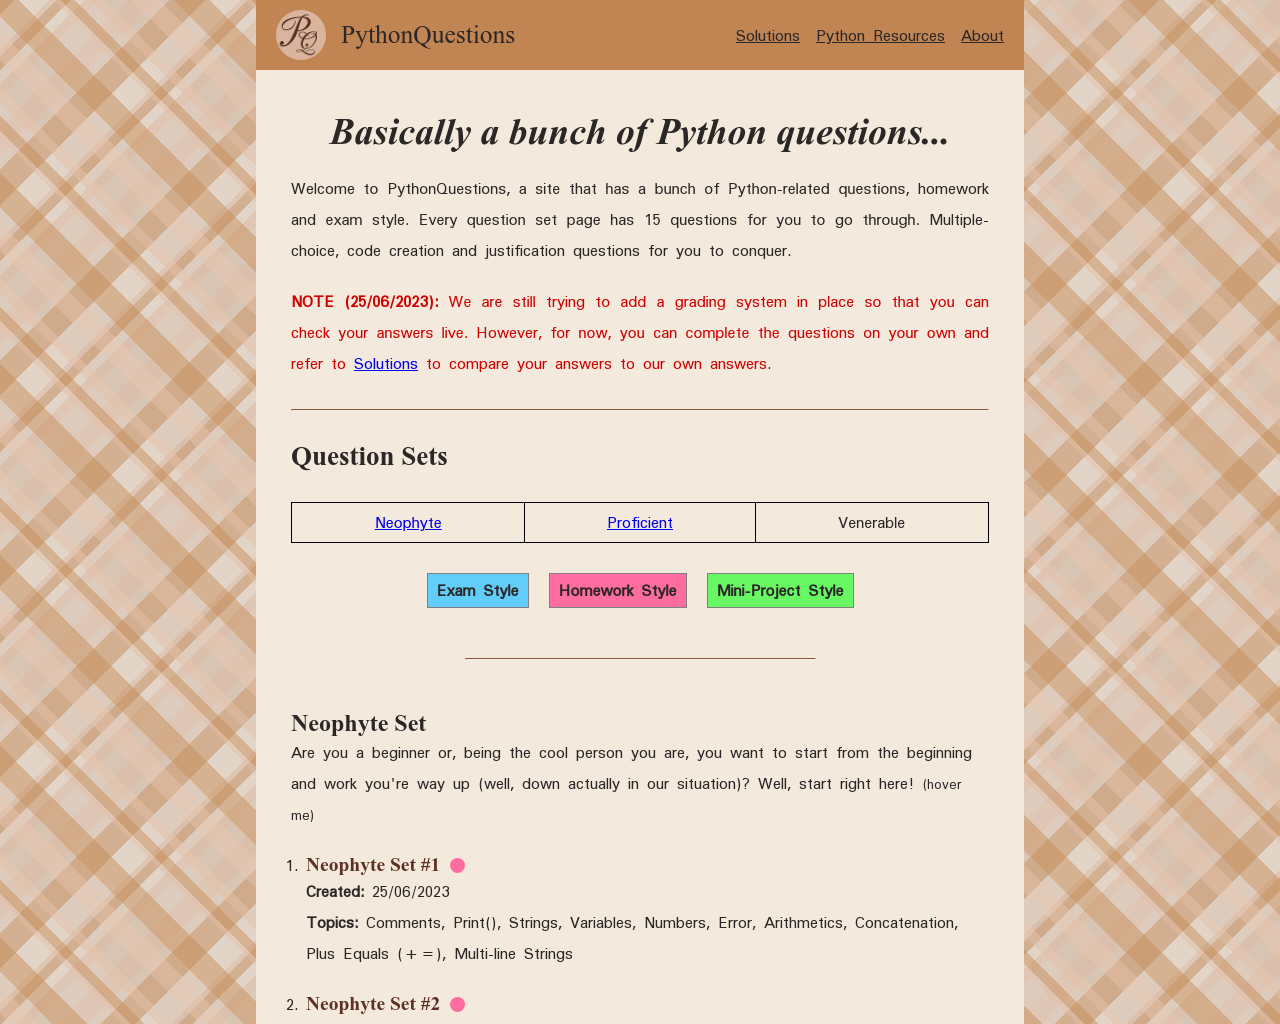 PQ
PythonQuestions
Solutions Python Resources About
Basically a bunch of Python questions...
Welcome to PythonQuestions, a site that has a bunch of Python-related questions, homework
and exam style. Every question set page has 15 questions for you to go through. Multiple-
choice, code creation and justification questions for you to conquer.
NOTE (25/06/2023): We are still trying to add a grading system in place so that you can
check your answers live. However, for now, you can complete the questions on your own and
refer to Solutions to compare your answers to our own answers.
Question Sets
Neophyte Proficient Venerable
Exam Style Homework Style Mini-Project Style
Neophyte Set
Are you a beginner or, being the cool person you are, you want to start from the beginning
and work you're way up (well, down actually in our situation)? Well, start right here! (hover
me)
1. Neophyte Set #1
Created: 25/06/2023
Topics: Comments, Print(), Strings, Variables, Numbers, Error, Arithmetics, Concatenation,
Plus Equals (+=), Multi-line Strings
2. Neophyte Set #2